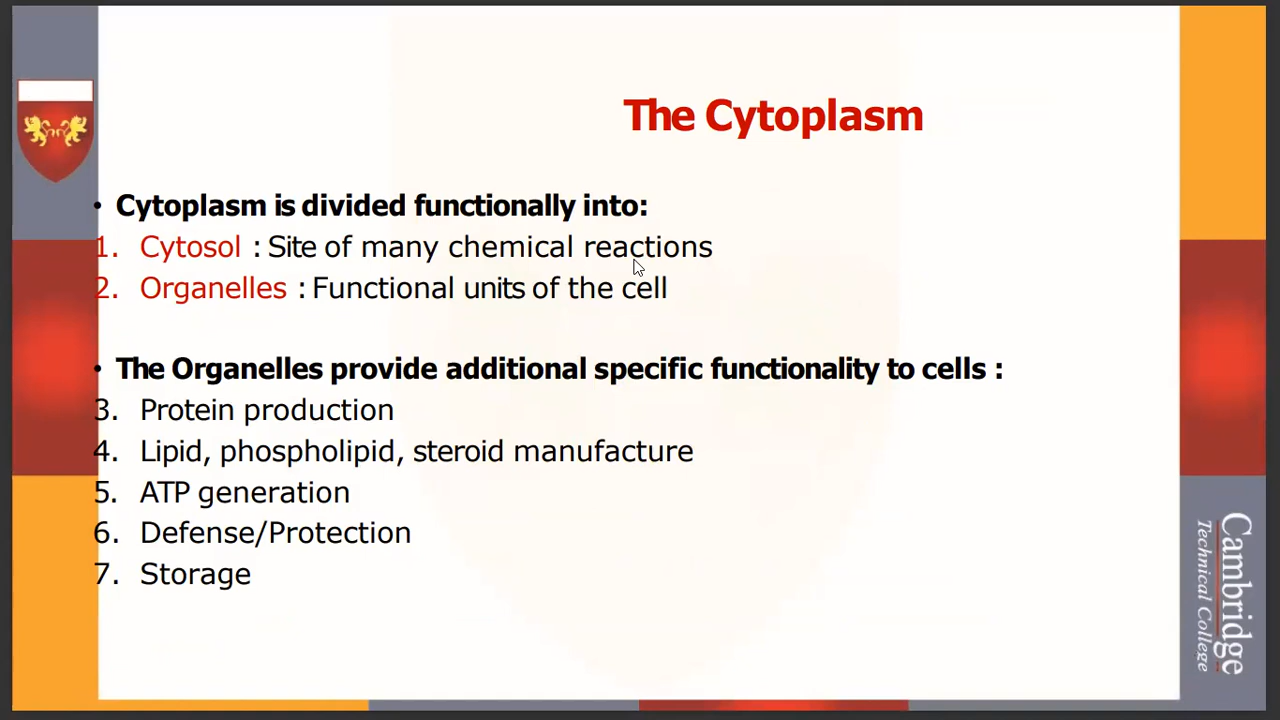 The Cytoplasm
• Cytoplasm is divided functionally into:
1. Cytosol : Site of many chemical reactions
2. Organelles : Functional units of the cell
• The Organelles provide additional specific functionality to cells :
3. Protein production
4. Lipid, phospholipid, steroid manufacture
5. ATP generation
6. Defense/Protection
7. Storage
Cambridge
Technical College